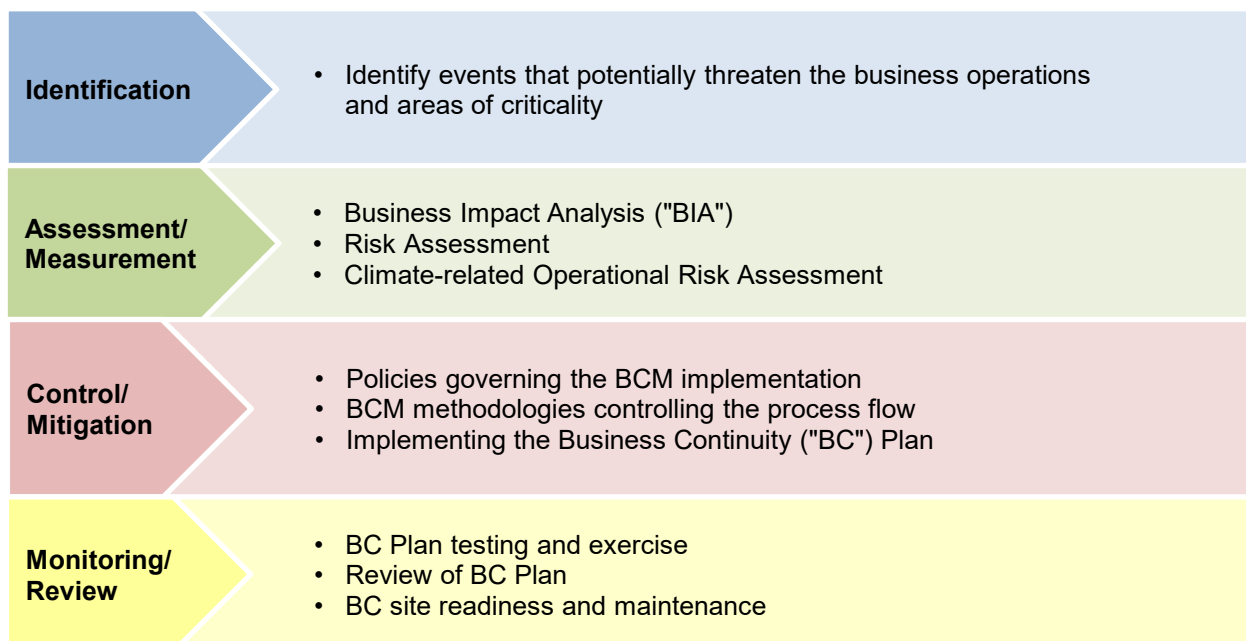 Identification
• Identify events that potentially threaten the business operations
and areas of criticality
Assessment/
Measurement
• Business Impact Analysis ("BIA")
• Risk Assessment
• Climate-related Operational Risk Assessment
Control/
Mitigation
• Policies governing the BCM implementation
• BCM methodologies controlling the process flow
• Implementing the Business Continuity ("BC") Plan
Monitoring/
Review
• BC Plan testing and exercise
• Review of BC Plan
• BC site readiness and maintenance